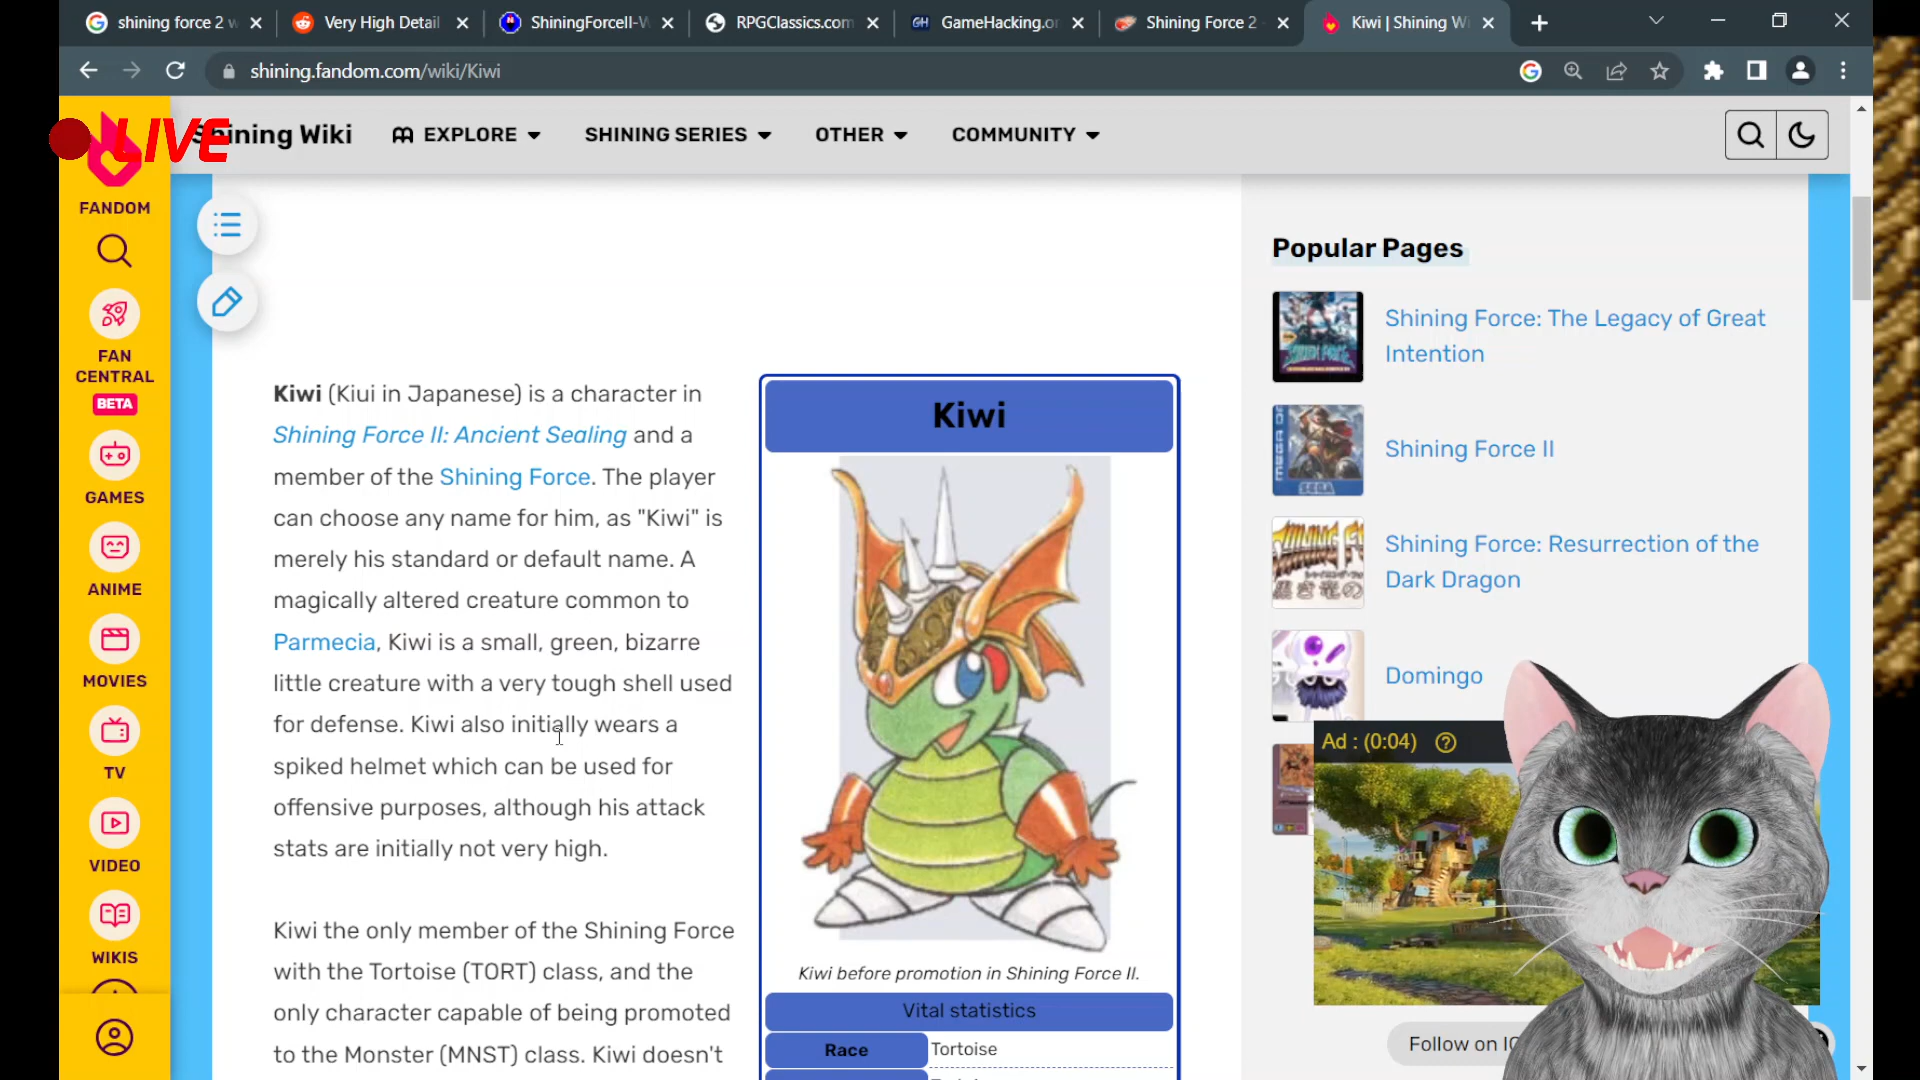 shining force 2 w
Very High Detail
ShiningForceII-W
RPGClassics.com
GameHacking.or
Shining Force 2 -
Kiwi | Shining Wi
shining.fandom.com/wiki/Kiwi
LIVE
Shining Wiki
EXPLORE
SHINING SERIES
OTHER
COMMUNITY
FANDOM
FAN
CENTRAL
BETA
GAMES
ANIME
MOVIES
TV
VIDEO
WIKIS
Kiwi (Kiui in Japanese) is a character in
Shining Force II: Ancient Sealing and a
member of the Shining Force. The player
can choose any name for him, as "Kiwi" is
merely his standard or default name. A
magically altered creature common to
Parmecia, Kiwi is a small, green, bizarre
little creature with a very tough shell used
for defense. Kiwi also initially wears a
spiked helmet which can be used for
offensive purposes, although his attack
stats are initially not very high.
Kiwi the only member of the Shining Force
with the Tortoise (TORT) class, and the
only character capable of being promoted
to the Monster (MNST) class. Kiwi doesn't
Kiwi
Kiwi before promotion in Shining Force II.
Vital statistics
Race
Tortoise
Popular Pages
Shining Force: The Legacy of Great
Intention
Shining Force II
SEGA
Shining Force: Resurrection of the
Dark Dragon
Domingo
Ad : (0:04)
Follow on IG